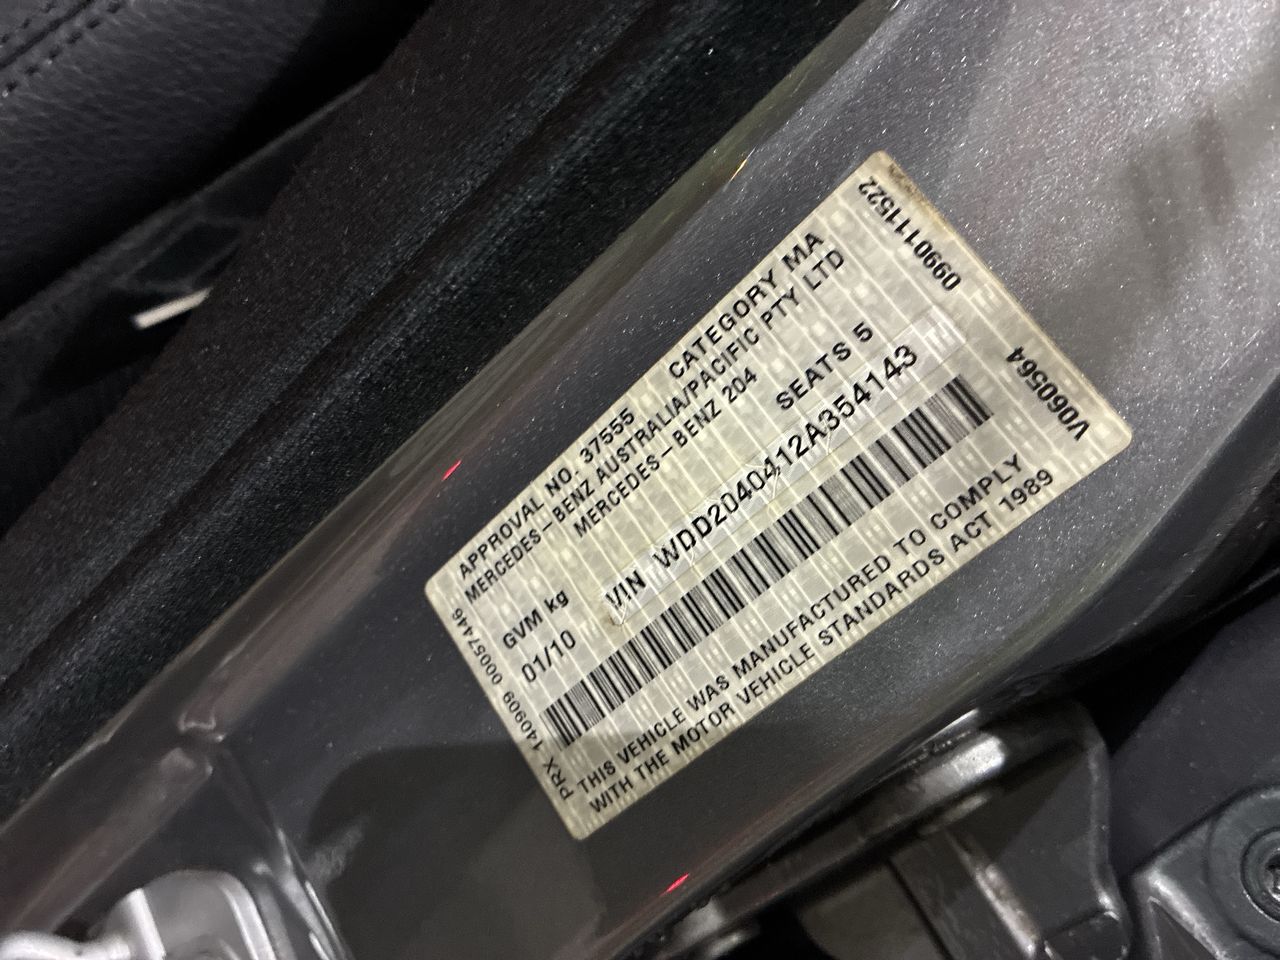 APPROVAL NO. 37555 CATEGORY MA
MERCEDES-BENZ AUSTRALIA/PACIFIC PTY LTD
MERCEDES-BENZ 204
GVM kg SEATS 5
01/10 VIN WDD2040412A354143
THIS VEHICLE WAS MANUFACTURED TO COMPLY
WITH THE MOTOR VEHICLE STANDARDS ACT 1989
PRX 140909 00057446
0990111522
V060564